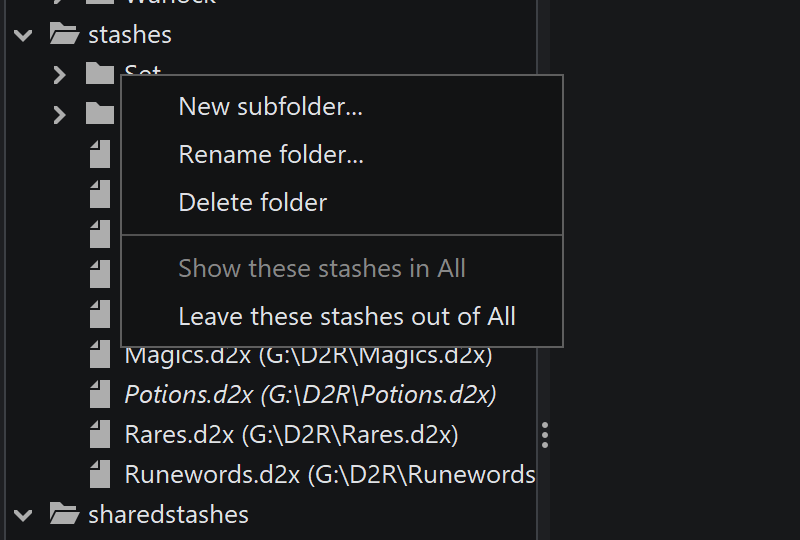 Warlock
stashes
Set
New subfolder...
Rename folder...
Delete folder
Show these stashes in All
Leave these stashes out of All
Magics.d2x (G:\D2R\Magics.d2x)
Potions.d2x (G:\D2R\Potions.d2x)
Rares.d2x (G:\D2R\Rares.d2x)
Runewords.d2x (G:\D2R\Runewords
sharedstashes